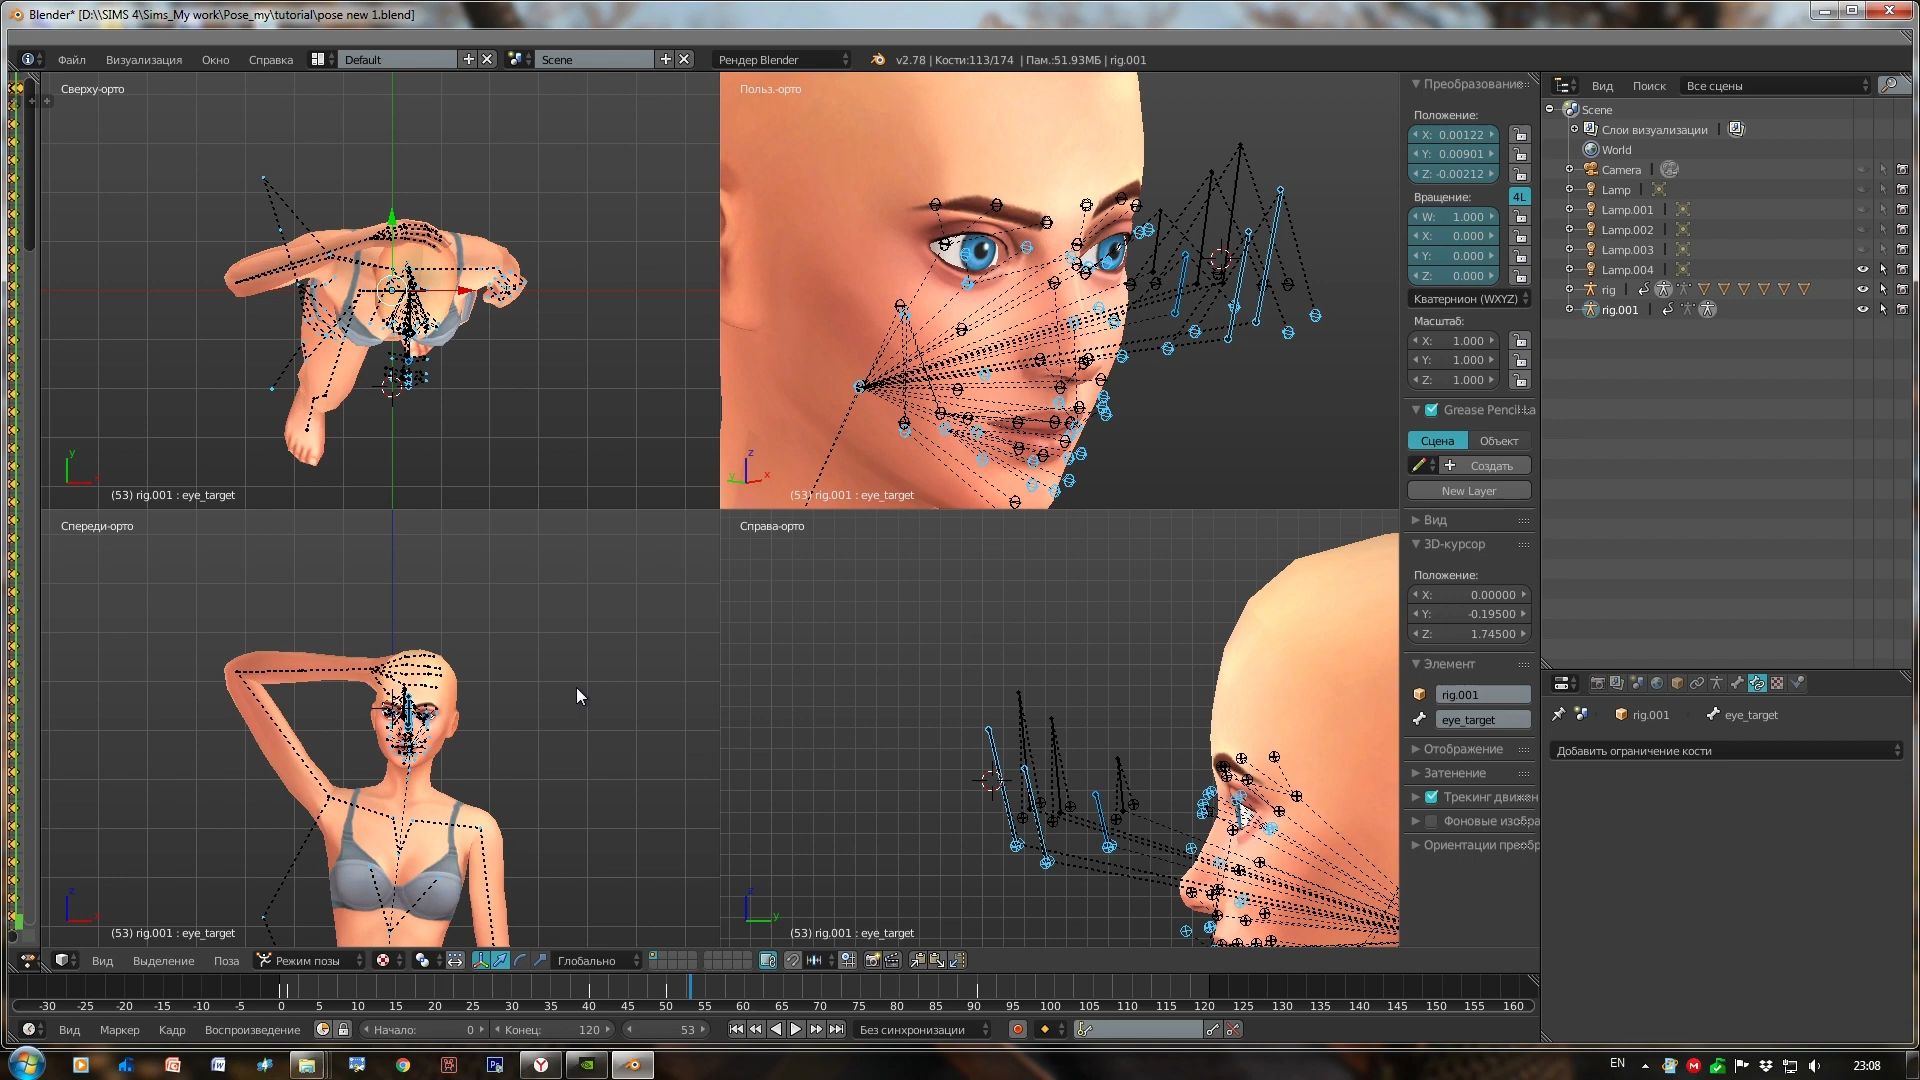 Blender* [D:\\SIMS 4\Sims_My work\Pose_my\tutorial\pose new 1.blend]
Файл Визуализация Окно Справка Default Scene Рендер Blender v2.78 | Кости:113/174 | Пам.:51.93МБ | rig.001
Сверху-орто
(53) rig.001 : eye_target
Польз.-орто
(53) rig.001 : eye_target
Спереди-орто
(53) rig.001 : eye_target
Справа-орто
(53) rig.001 : eye_target
Преобразование
Положение:
X: 0.00122
Y: 0.00901
Z: -0.00212
Вращение: 4L
W: 1.000
X: 0.000
Y: 0.000
Z: 0.000
Кватернион (WXYZ)
Масштаб:
X: 1.000
Y: 1.000
Z: 1.000
Grease Pencil
Сцена Объект
Создать
New Layer
Вид
3D-курсор
Положение:
X: 0.00000
Y: -0.19500
Z: 1.74500
Элемент
rig.001
eye_target
Отображение
Затенение
Трекинг движен
Фоновые изобра
Ориентации преоб
Вид Поиск Все сцены
Scene
Слои визуализации
World
Camera
Lamp
Lamp.001
Lamp.002
Lamp.003
Lamp.004
rig
rig.001
rig.001 eye_target
Добавить ограничение кости
Вид Выделение Поза Режим позы Глобально
-30 -25 -20 -15 -10 -5 0 5 10 15 20 25 30 35 40 45 50 55 60 65 70 75 80 85 90 95 100 105 110 115 120 125 130 135 140 145 150 155 160
Вид Маркер Кадр Воспроизведение Начало: 0 Конец: 120 53 Без синхронизации
EN 23:08